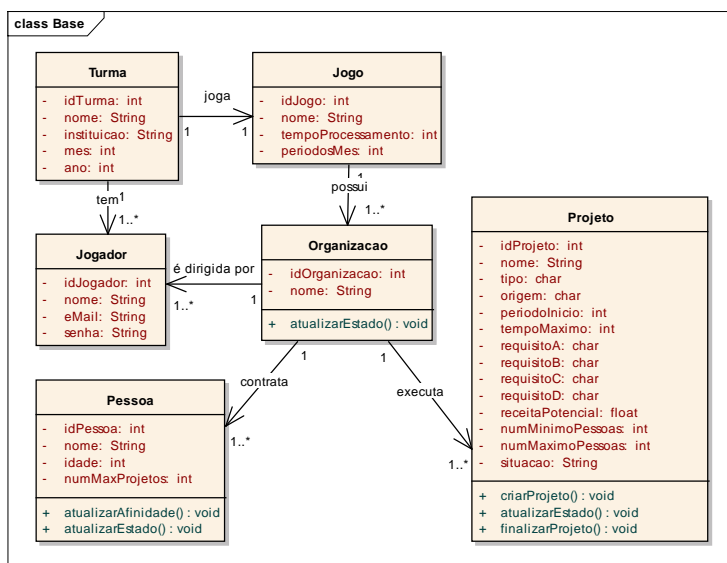 class Base
Turma
- idTurma: int
- nome: String
- instituicao: String
- mes: int
- ano: int
joga
1
1
Jogo
- idJogo: int
- nome: String
- tempoProcessamento: int
- periodosMes: int
tem
1
1..*
possui
1
1..*
Jogador
- idJogador: int
- nome: String
- eMail: String
- senha: String
é dirigida por
1..*
1
Organizacao
- idOrganizacao: int
- nome: String
+ atualizarEstado() : void
Projeto
- idProjeto: int
- nome: String
- tipo: char
- origem: char
- periodoInicio: int
- tempoMaximo: int
- requisitoA: char
- requisitoB: char
- requisitoC: char
- requisitoD: char
- receitaPotencial: float
- numMinimoPessoas: int
- numMaximoPessoas: int
- situacao: String
+ criarProjeto() : void
+ atualizarEstado() : void
+ finalizarProjeto() : void
1
contrata
1..*
1
executa
1..*
Pessoa
- idPessoa: int
- nome: String
- idade: int
- numMaxProjetos: int
+ atualizarAfinidade() : void
+ atualizarEstado() : void